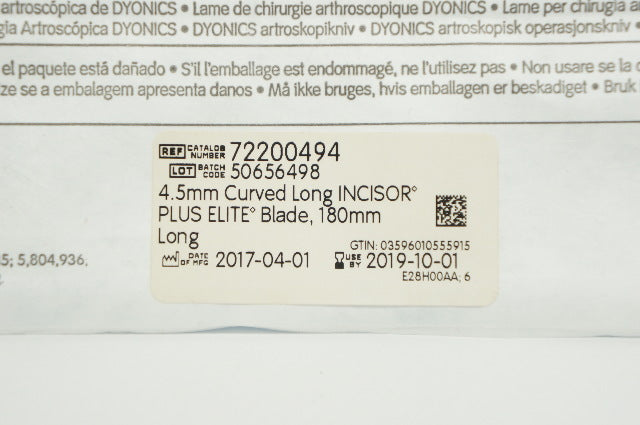 artroscópica de DYONICS • Lame de chirurgie arthroscopique DYONICS • Lame per chirurgia
gia Artroscópica DYONICS • DYONICS artroskopikniv • DYONICS artroskopisk operasjonskniv •
el paquete está dañado • S'il l'emballage est endommagé, ne l'utilisez pas • Non usare se la
ze se a embalagem apresenta danos • Må ikke bruges, hvis emballagen er beskadiget • Bruk
REF CATALOG NUMBER 72200494
LOT BATCH CODE 50656498
4.5mm Curved Long INCISOR°
PLUS ELITE° Blade, 180mm
Long
GTIN: 03596010555915
5; 5,804,936,
DATE OF MFG 2017-04-01 USE BY 2019-10-01
E28H00AA; 6